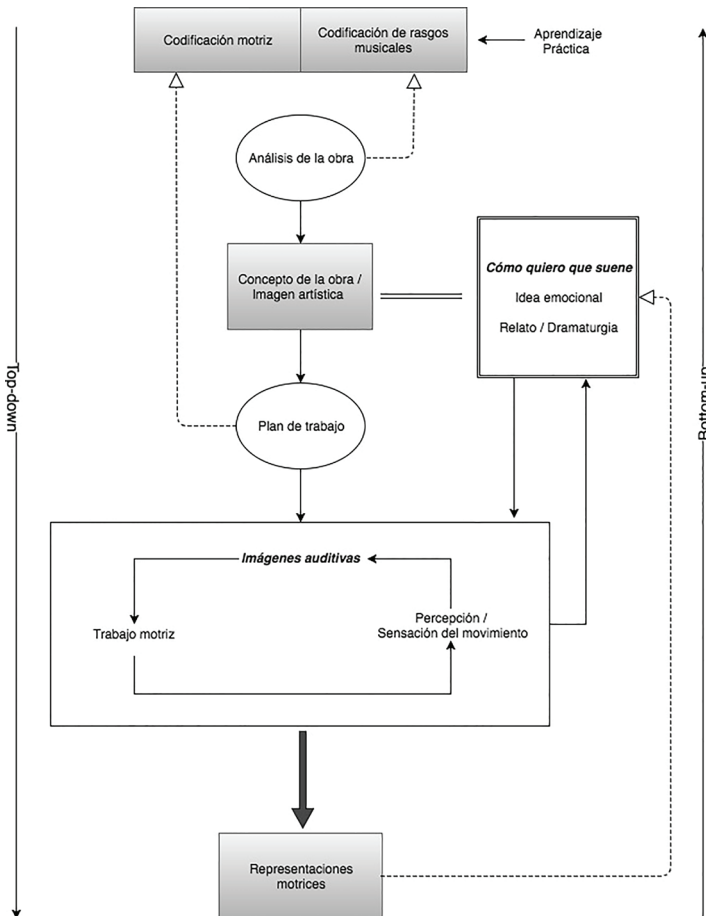 Codificación motriz
Codificación de rasgos
musicales
Aprendizaje
Práctica
Análisis de la obra
Concepto de la obra /
Imagen artística
Cómo quiero que suene
Idea emocional
Relato / Dramaturgia
Plan de trabajo
Top-down
Bottom-up
Imágenes auditivas
Trabajo motriz
Percepción /
Sensación del movimiento
Representaciones
motrices